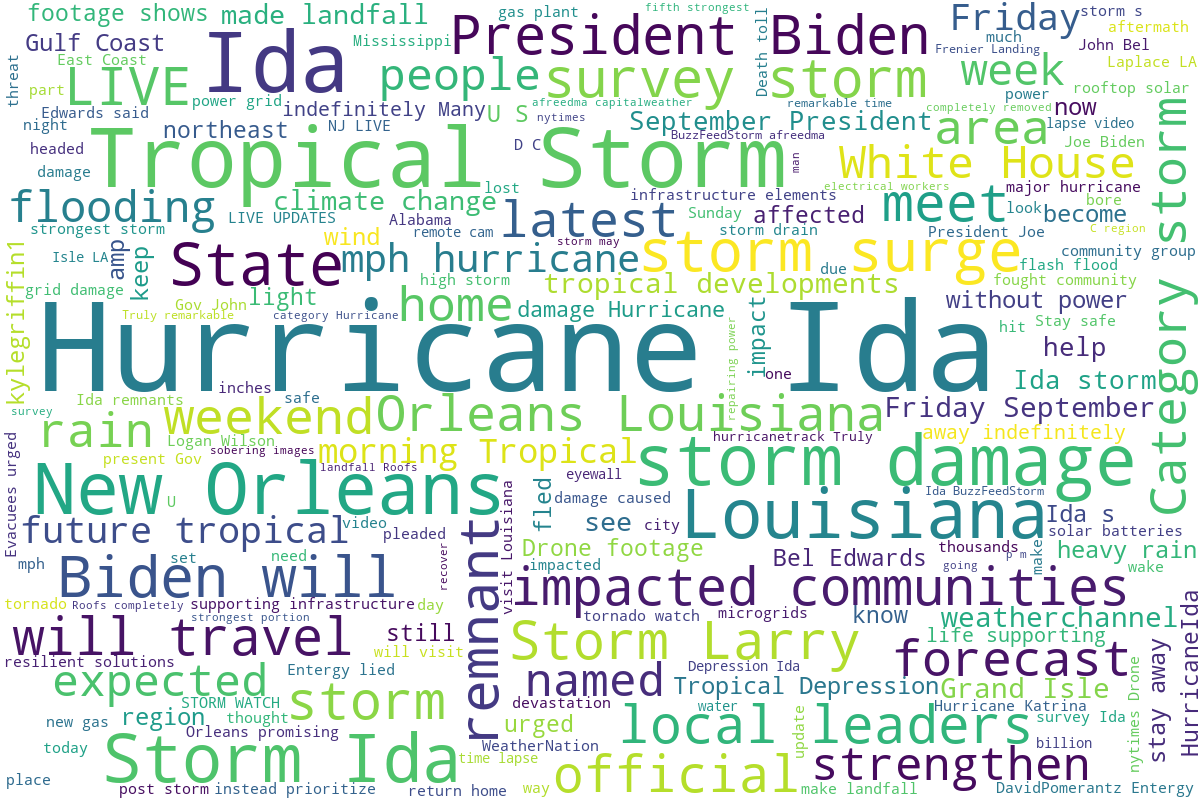 footage shows
made landfall
gas plant
fifth strongest
Friday
storm s
aftermath
Gulf Coast
Ida
Mississippi
President Biden
Death toll
much
Frenier Landing
John Bel
threat
East Coast
LIVE
people
survey
storm
week
Laplace LA
part
power grid
indefinitely Many
U S
afreedma capitalweather
remarkable time
power
rooftop solar
Edwards said
nytimes
completely removed
now
night
northeast
NJ LIVE
September President
area
lapse video
headed
Tropical Storm
D C
BuzzFeedStorm afreedma
Joe Biden
damage
man
White House
climate change
lost
electrical workers
major hurricane
flooding
LIVE UPDATES
Alabama
infrastructure elements
meet
bore
strongest storm
latest
Sunday
affected
look
become
C region
wind
remote cam
storm drain
President Joe
Category storm
Isle LA
amp
keep
State
mph hurricane
storm may
storm surge
community group
flash flood
grid damage
light
high storm
tropical developments
due
fought community
Gov John
home
damage Hurricane
impact
without power
kylegriffin1
Truly remarkable
category Hurricane
Hurricane Ida
hit
Stay safe
repairing power
one
help
inches
safe
Ida storm
survey
Ida remnants
weekend
Orleans Louisiana
Friday September
rain
Logan Wilson
hurricanetrack Truly
away indefinitely
Evacuees urged
present Gov
sobering images
morning Tropical
storm damage
landfall Roofs
eyewall
New Orleans
U
visit Louisiana
fled
damage caused
Ida BuzzFeedStorm
future tropical
video
pleaded
see
city
Louisiana
Ida s
solar batteries
mph
set
need
recover
remnant
Drone footage
impacted
Bel Edwards
thousands
p m
make
heavy rain
Biden will
going
wake
tornado
Roofs completely
supporting infrastructure
day
impacted communities
strongest portion
tornado watch
microgrids
know
weatherchannel
will travel
still
Storm Larry
life supporting
HurricaneIda
resilient solutions
will visit
Depression Ida
forecast
stay away
expected
Entergy lied
named
Tropical Depression
Grand Isle
nytimes Drone
STORM WATCH
storm
devastation
water
Hurricane Katrina
new gas
region
thought
urged
local leaders
survey Ida
Orleans promising
update
today
Storm Ida
WeatherNation
billion
time lapse
official
strengthen
place
post storm
instead prioritize
return home
way
make landfall
DavidPomerantz Entergy